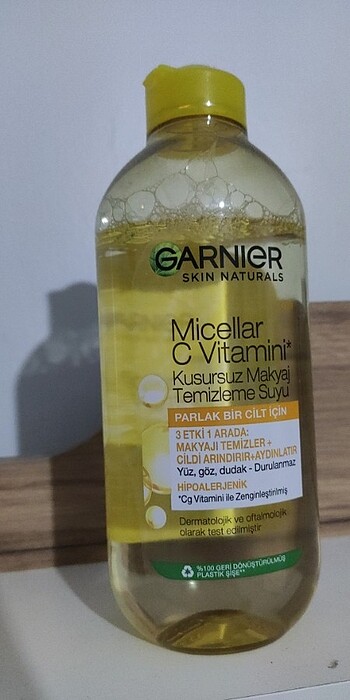 GARNIER
SKIN NATURALS
Micellar
C Vitamini*
Kusursuz Makyaj
Temizleme Suyu
PARLAK BİR CİLT İÇİN
3 ETKİ 1 ARADA:
MAKYAJI TEMİZLER +
CİLDİ ARINDIRIR+AYDINLATIR
Yüz, göz, dudak - Durulanmaz
HİPOALERJENİK
*Cg Vitamini ile Zenginleştirilmiş
Dermatolojik ve oftalmolojik
olarak test edilmiştir
%100 GERİ DÖNÜŞTÜRÜLMÜŞ
PLASTİK ŞİŞE**